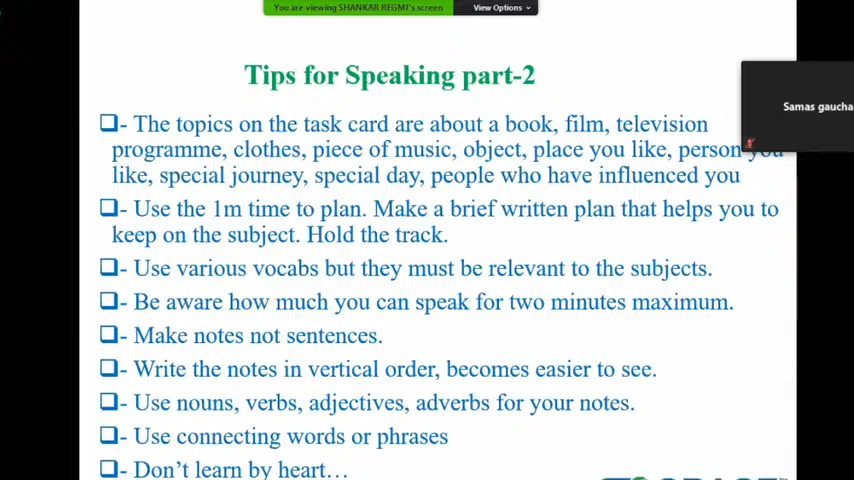 You are viewing SHANKAR REGMI's screen
View Options
Tips for Speaking part-2
Samas gaucha
- The topics on the task card are about a book, film, television
programme, clothes, piece of music, object, place you like, person you
like, special journey, special day, people who have influenced you
- Use the 1m time to plan. Make a brief written plan that helps you to
keep on the subject. Hold the track.
- Use various vocabs but they must be relevant to the subjects.
- Be aware how much you can speak for two minutes maximum.
- Make notes not sentences.
- Write the notes in vertical order, becomes easier to see.
- Use nouns, verbs, adjectives, adverbs for your notes.
- Use connecting words or phrases
- Don't learn by heart…